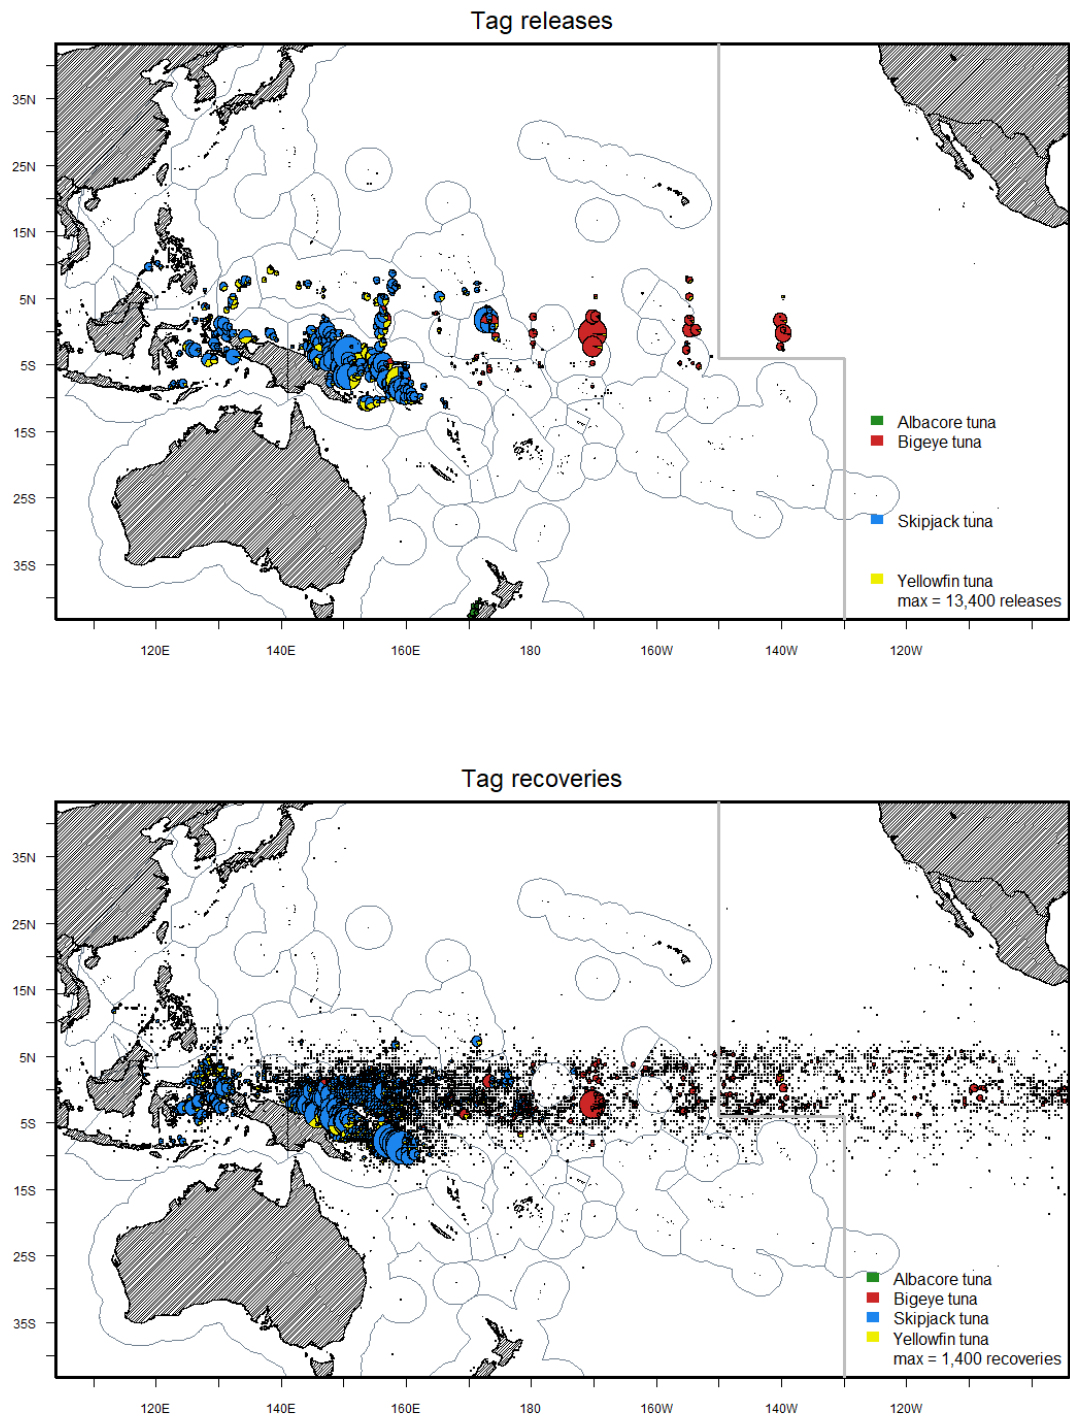 Tag releases
35N
25N
15N
5N
5S
15S
25S
35S
Albacore tuna
Bigeye tuna
Skipjack tuna
Yellowfin tuna
max = 13,400 releases
120E 140E 160E 180 160W 140W 120W
Tag recoveries
35N
25N
15N
5N
5S
15S
25S
35S
Albacore tuna
Bigeye tuna
Skipjack tuna
Yellowfin tuna
max = 1,400 recoveries
120E 140E 160E 180 160W 140W 120W